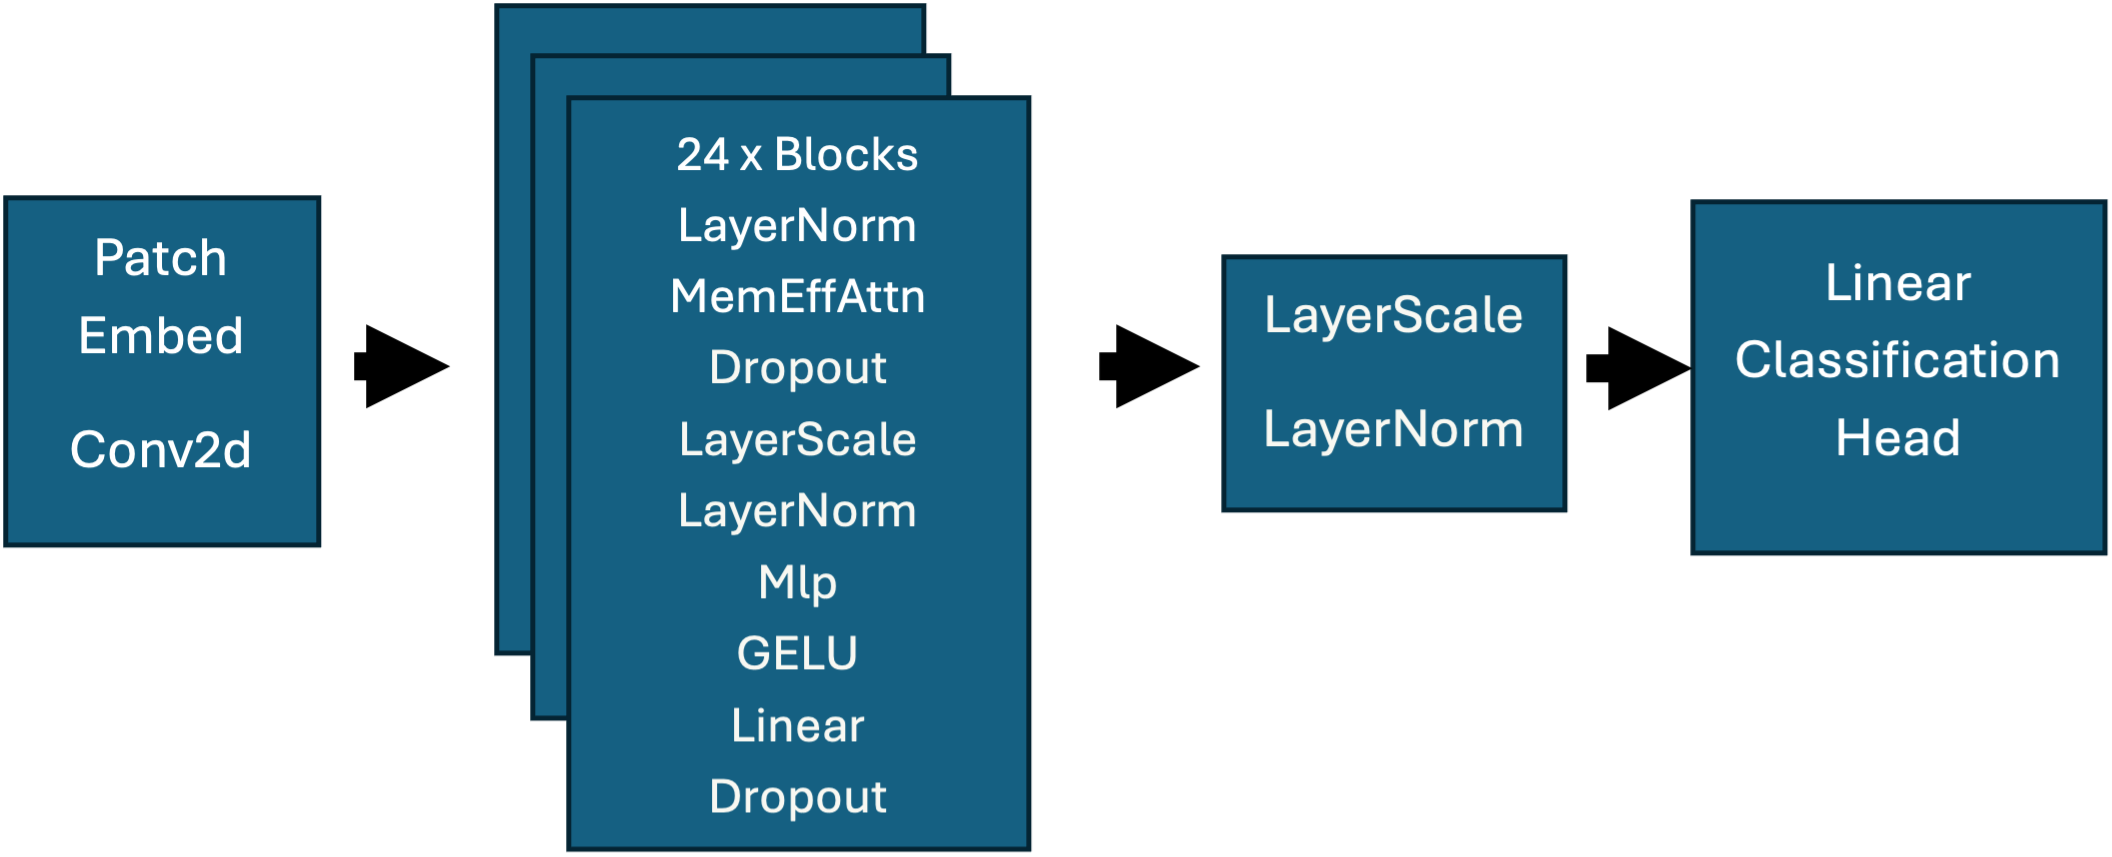 Patch
Embed
Conv2d
24 x Blocks
LayerNorm
MemEffAttn
Dropout
LayerScale
LayerNorm
Mlp
GELU
Linear
Dropout
LayerScale
LayerNorm
Linear
Classification
Head